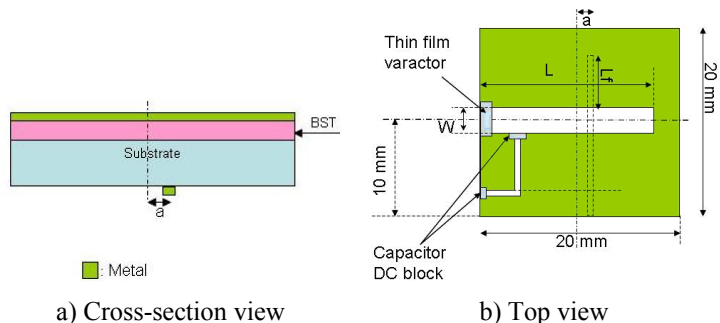 BST
Substrate
a
: Metal
a) Cross-section view
a
Thin film
varactor
L
Lf
W
10 mm
20 mm
20 mm
Capacitor
DC block
b) Top view